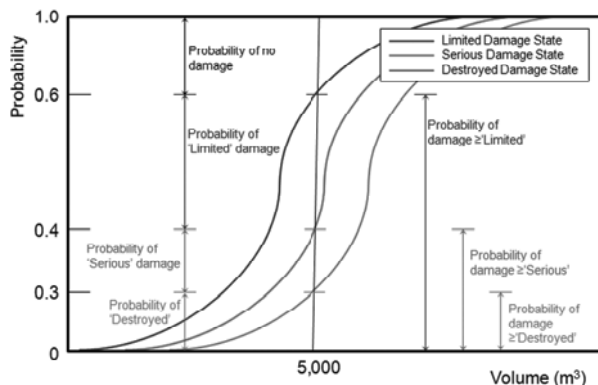 1.0
Probability of no
damage
Limited Damage State
Serious Damage State
Destroyed Damage State
Probability
0.6
Probability of
'Limited' damage
Probability of
damage ≥'Limited'
0.4
Probability of
'Serious' damage
Probability of
damage ≥'Serious'
0.3
Probability of
'Destroyed'
Probability of
damage
≥'Destroyed'
0
5,000
Volume (m³)